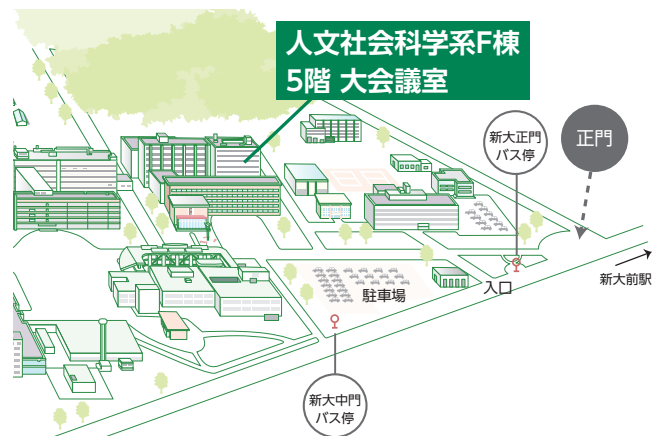 人文社会科学系F棟
5階 大会議室
新大正門
バス停
正門
新大前駅
入口
駐車場
新大中門
バス停